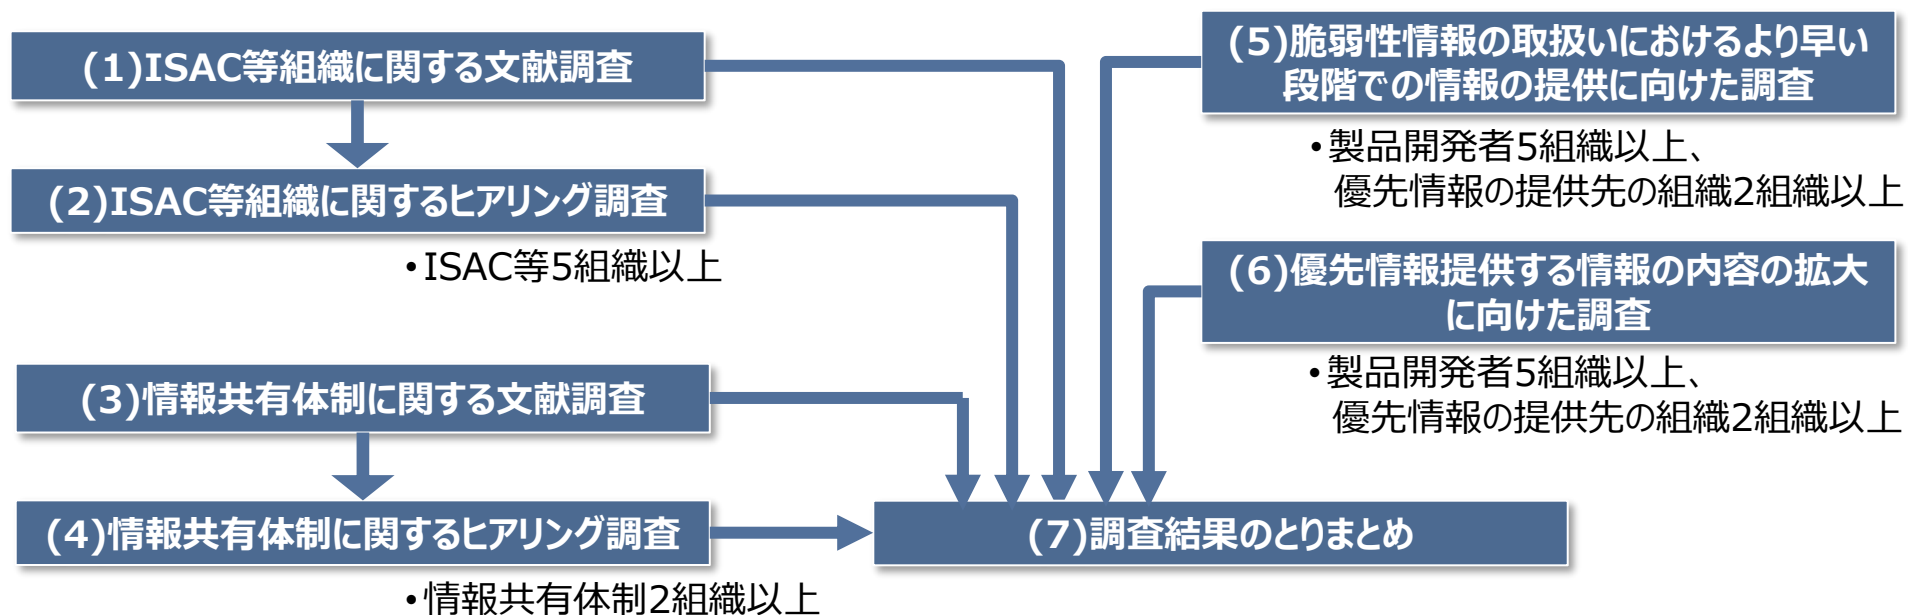 (1)ISAC等組織に関する文献調査
(2)ISAC等組織に関するヒアリング調査
•ISAC等5組織以上
(3)情報共有体制に関する文献調査
(4)情報共有体制に関するヒアリング調査
•情報共有体制2組織以上
(5)脆弱性情報の取扱いにおけるより早い
段階での情報の提供に向けた調査
•製品開発者5組織以上、
優先情報の提供先の組織2組織以上
(6)優先情報提供する情報の内容の拡大
に向けた調査
•製品開発者5組織以上、
優先情報の提供先の組織2組織以上
(7)調査結果のとりまとめ